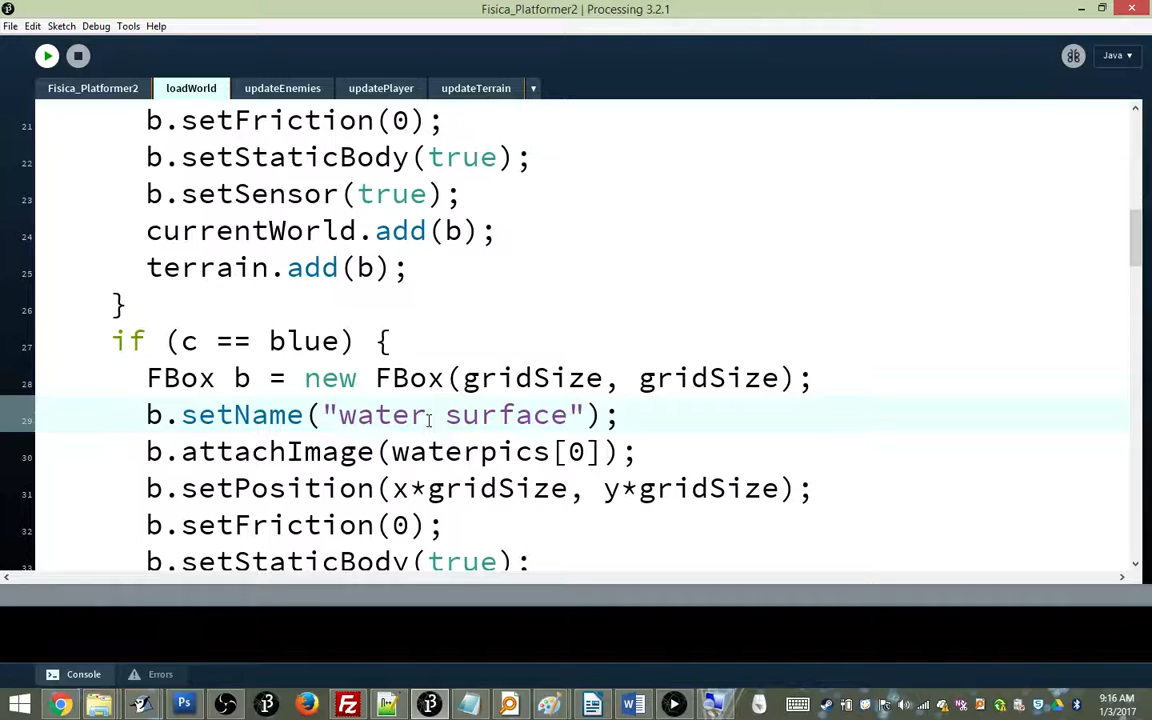 Fisica_Platformer2 | Processing 3.2.1
File Edit Sketch Debug Tools Help
Java ▾
Fisica_Platformer2 loadWorld updateEnemies updatePlayer updateTerrain ▾
21 b.setFriction(0);
22 b.setStaticBody(true);
23 b.setSensor(true);
24 currentWorld.add(b);
25 terrain.add(b);
26 }
27 if (c == blue) {
28 FBox b = new FBox(gridSize, gridSize);
29 b.setName("water surface");
30 b.attachImage(waterpics[0]);
31 b.setPosition(x*gridSize, y*gridSize);
32 b.setFriction(0);
33 b.setStaticBody(true);
Console Errors
9:16 AM
1/3/2017